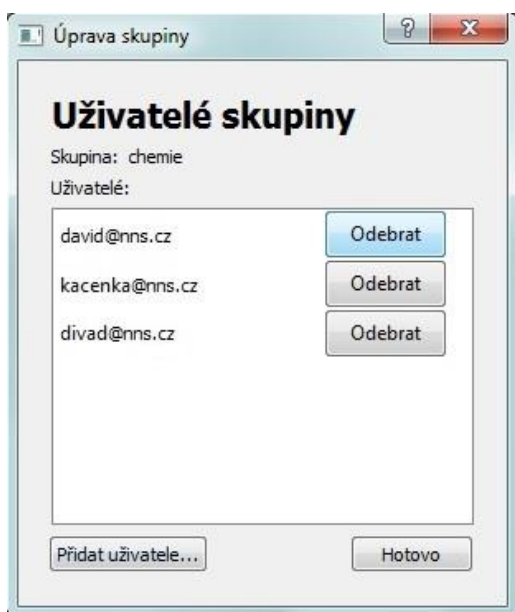 Úprava skupiny
Uživatelé skupiny
Skupina: chemie
Uživatelé:
david@nns.cz Odebrat
kacenka@nns.cz Odebrat
divad@nns.cz Odebrat
Přidat uživatele... Hotovo